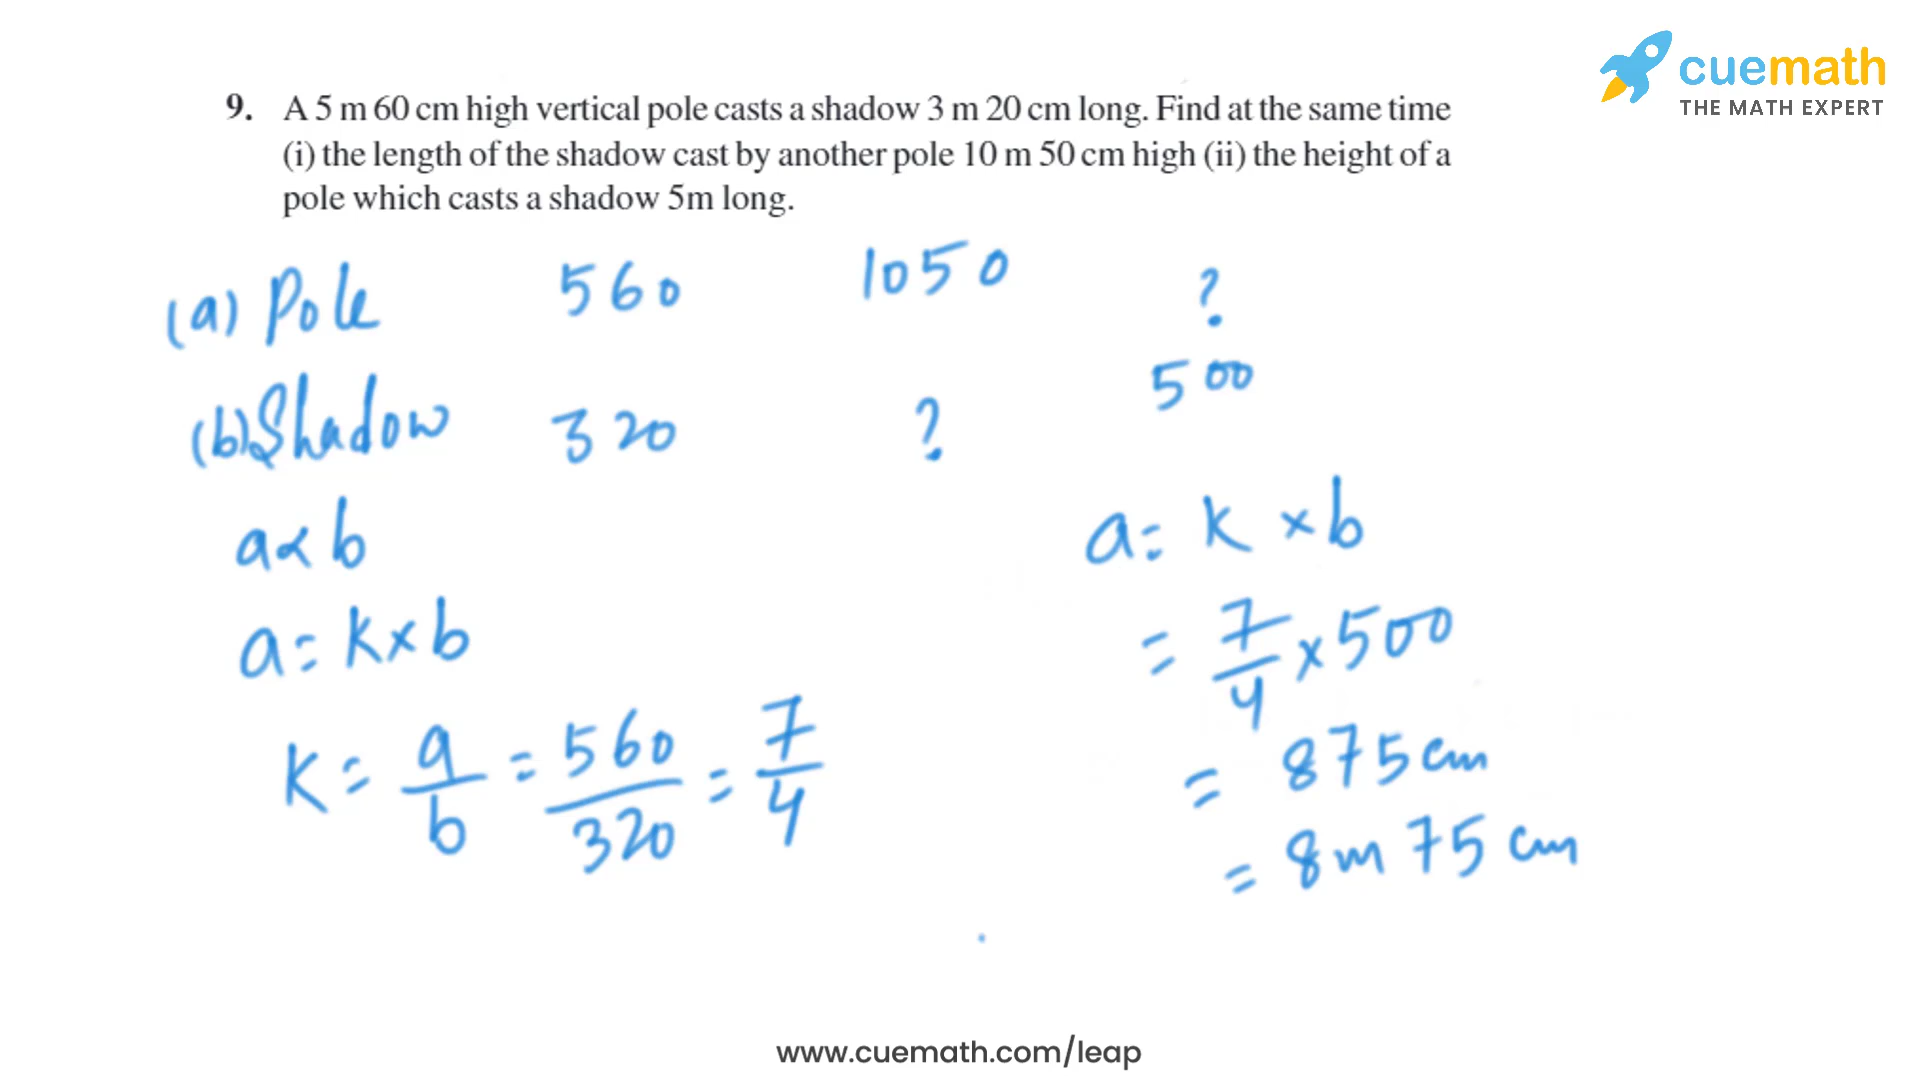 cuemath
THE MATH EXPERT
9. A 5 m 60 cm high vertical pole casts a shadow 3 m 20 cm long. Find at the same time
(i) the length of the shadow cast by another pole 10 m 50 cm high (ii) the height of a
pole which casts a shadow 5m long.
(a) Pole 560 1050 ?
(b) Shadow 320 ? 500
a ∝ b
a = k × b
k = a/b = 560/320 = 7/4
a = k × b
= 7/4 × 500
= 875 cm
= 8 m 75 cm
www.cuemath.com/leap